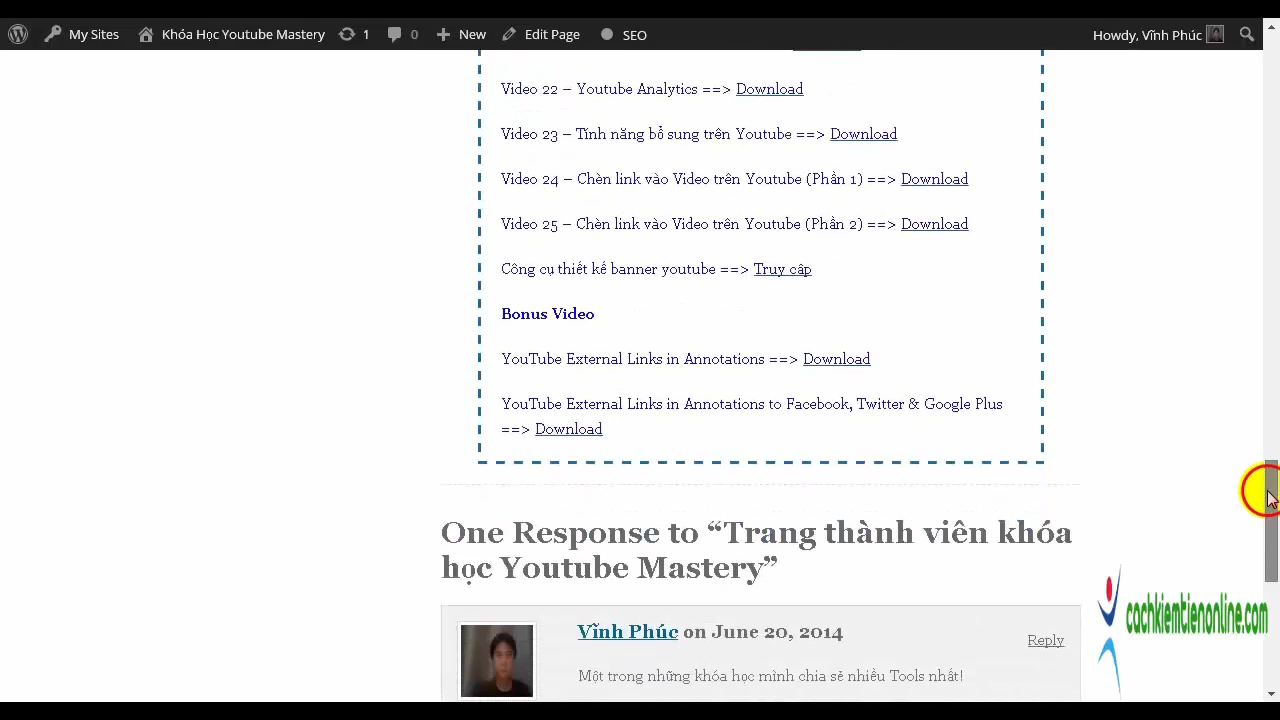 My Sites Khóa Học Youtube Mastery 1 0 New Edit Page SEO Howdy, Vĩnh Phúc
Video 22 – Youtube Analytics ==> Download
Video 23 – Tính năng bổ sung trên Youtube ==> Download
Video 24 – Chèn link vào Video trên Youtube (Phần 1) ==> Download
Video 25 – Chèn link vào Video trên Youtube (Phần 2) ==> Download
Công cụ thiết kế banner youtube ==> Truy cập
Bonus Video
YouTube External Links in Annotations ==> Download
YouTube External Links in Annotations to Facebook, Twitter & Google Plus
==> Download
One Response to “Trang thành viên khóa
học Youtube Mastery”
Vĩnh Phúc on June 20, 2014
Reply
Một trong những khóa học mình chia sẽ nhiều Tools nhất!
cachkiemtienonline.com